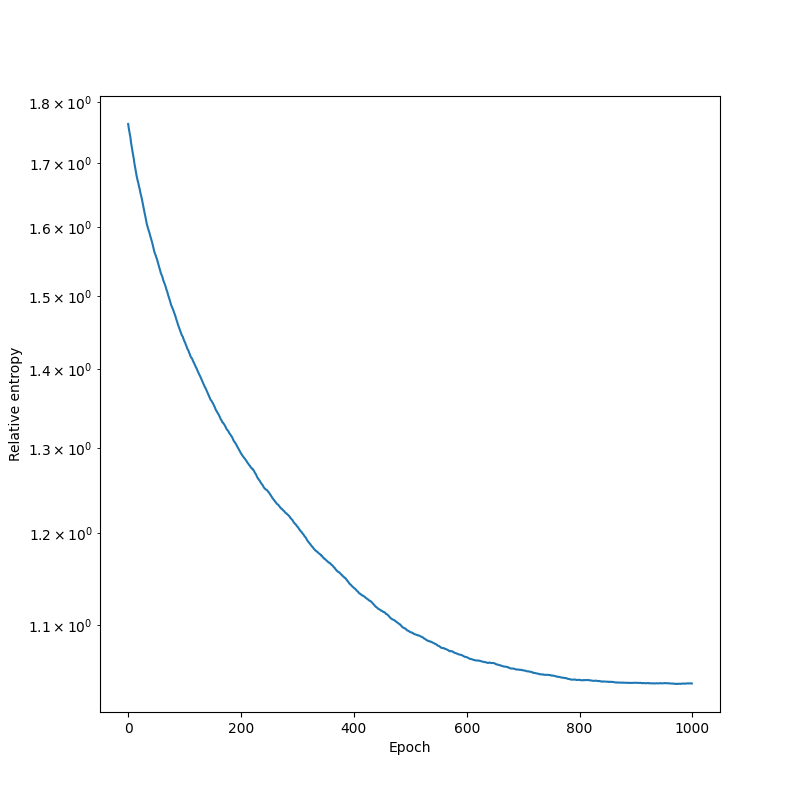 1.8 × 10⁰
1.7 × 10⁰
1.6 × 10⁰
1.5 × 10⁰
1.4 × 10⁰
1.3 × 10⁰
1.2 × 10⁰
1.1 × 10⁰
Relative entropy
0 200 400 600 800 1000
Epoch